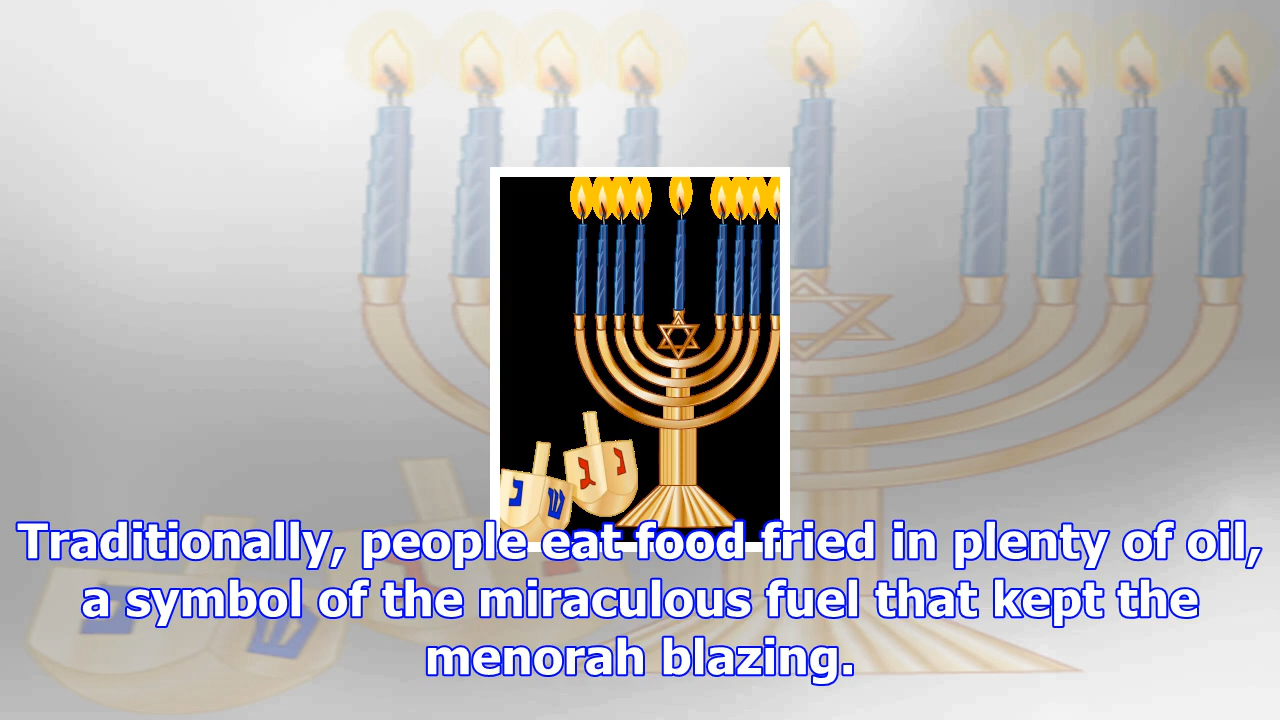 Traditionally, people eat food fried in plenty of oil,
a symbol of the miraculous fuel that kept the
menorah blazing.
נ ג
נ ש